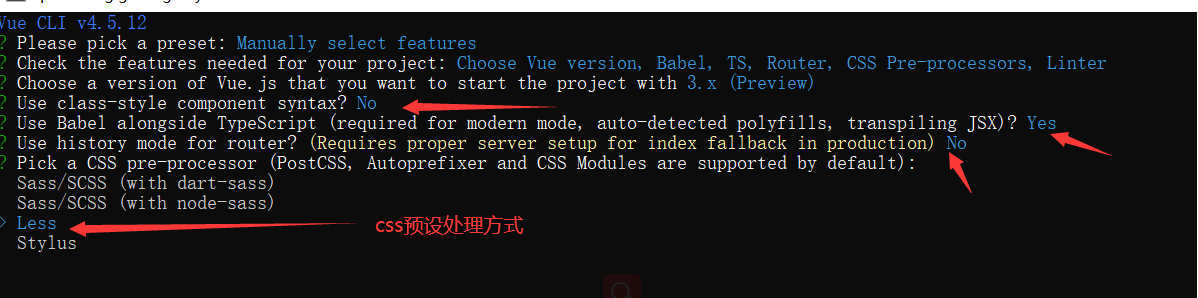 Vue CLI v4.5.12
? Please pick a preset: Manually select features
? Check the features needed for your project: Choose Vue version, Babel, TS, Router, CSS Pre-processors, Linter
? Choose a version of Vue.js that you want to start the project with 3.x (Preview)
? Use class-style component syntax? No
? Use Babel alongside TypeScript (required for modern mode, auto-detected polyfills, transpiling JSX)? Yes
? Use history mode for router? (Requires proper server setup for index fallback in production) No
? Pick a CSS pre-processor (PostCSS, Autoprefixer and CSS Modules are supported by default):
Sass/SCSS (with dart-sass)
Sass/SCSS (with node-sass)
> Less
css预设处理方式
Stylus